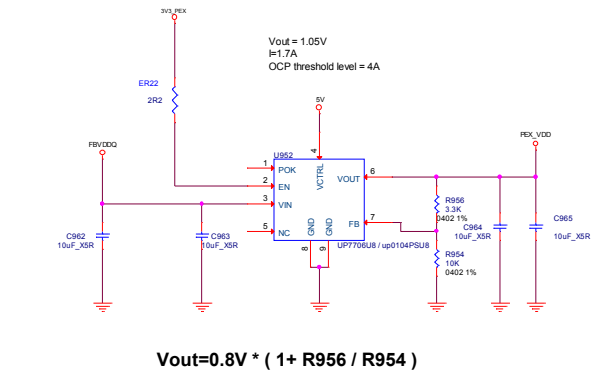 3V3_PEX
Vout = 1.05V
I=1.7A
OCP threshold level = 4A
ER22
2R2
5V
FBVDDQ
PEX_VDD
U952
4
1 POK
2 EN
3 VIN
5 NC
VCTRL
VOUT 6
FB 7
GND GND
8 9
UP7706U8 / up0104PSU8
R956
3.3K
0402 1%
R954
10K
0402 1%
C962
10uF_X5R
C963
10uF_X5R
C964
10uF_X5R
C965
10uF_X5R
Vout=0.8V * ( 1+ R956 / R954 )